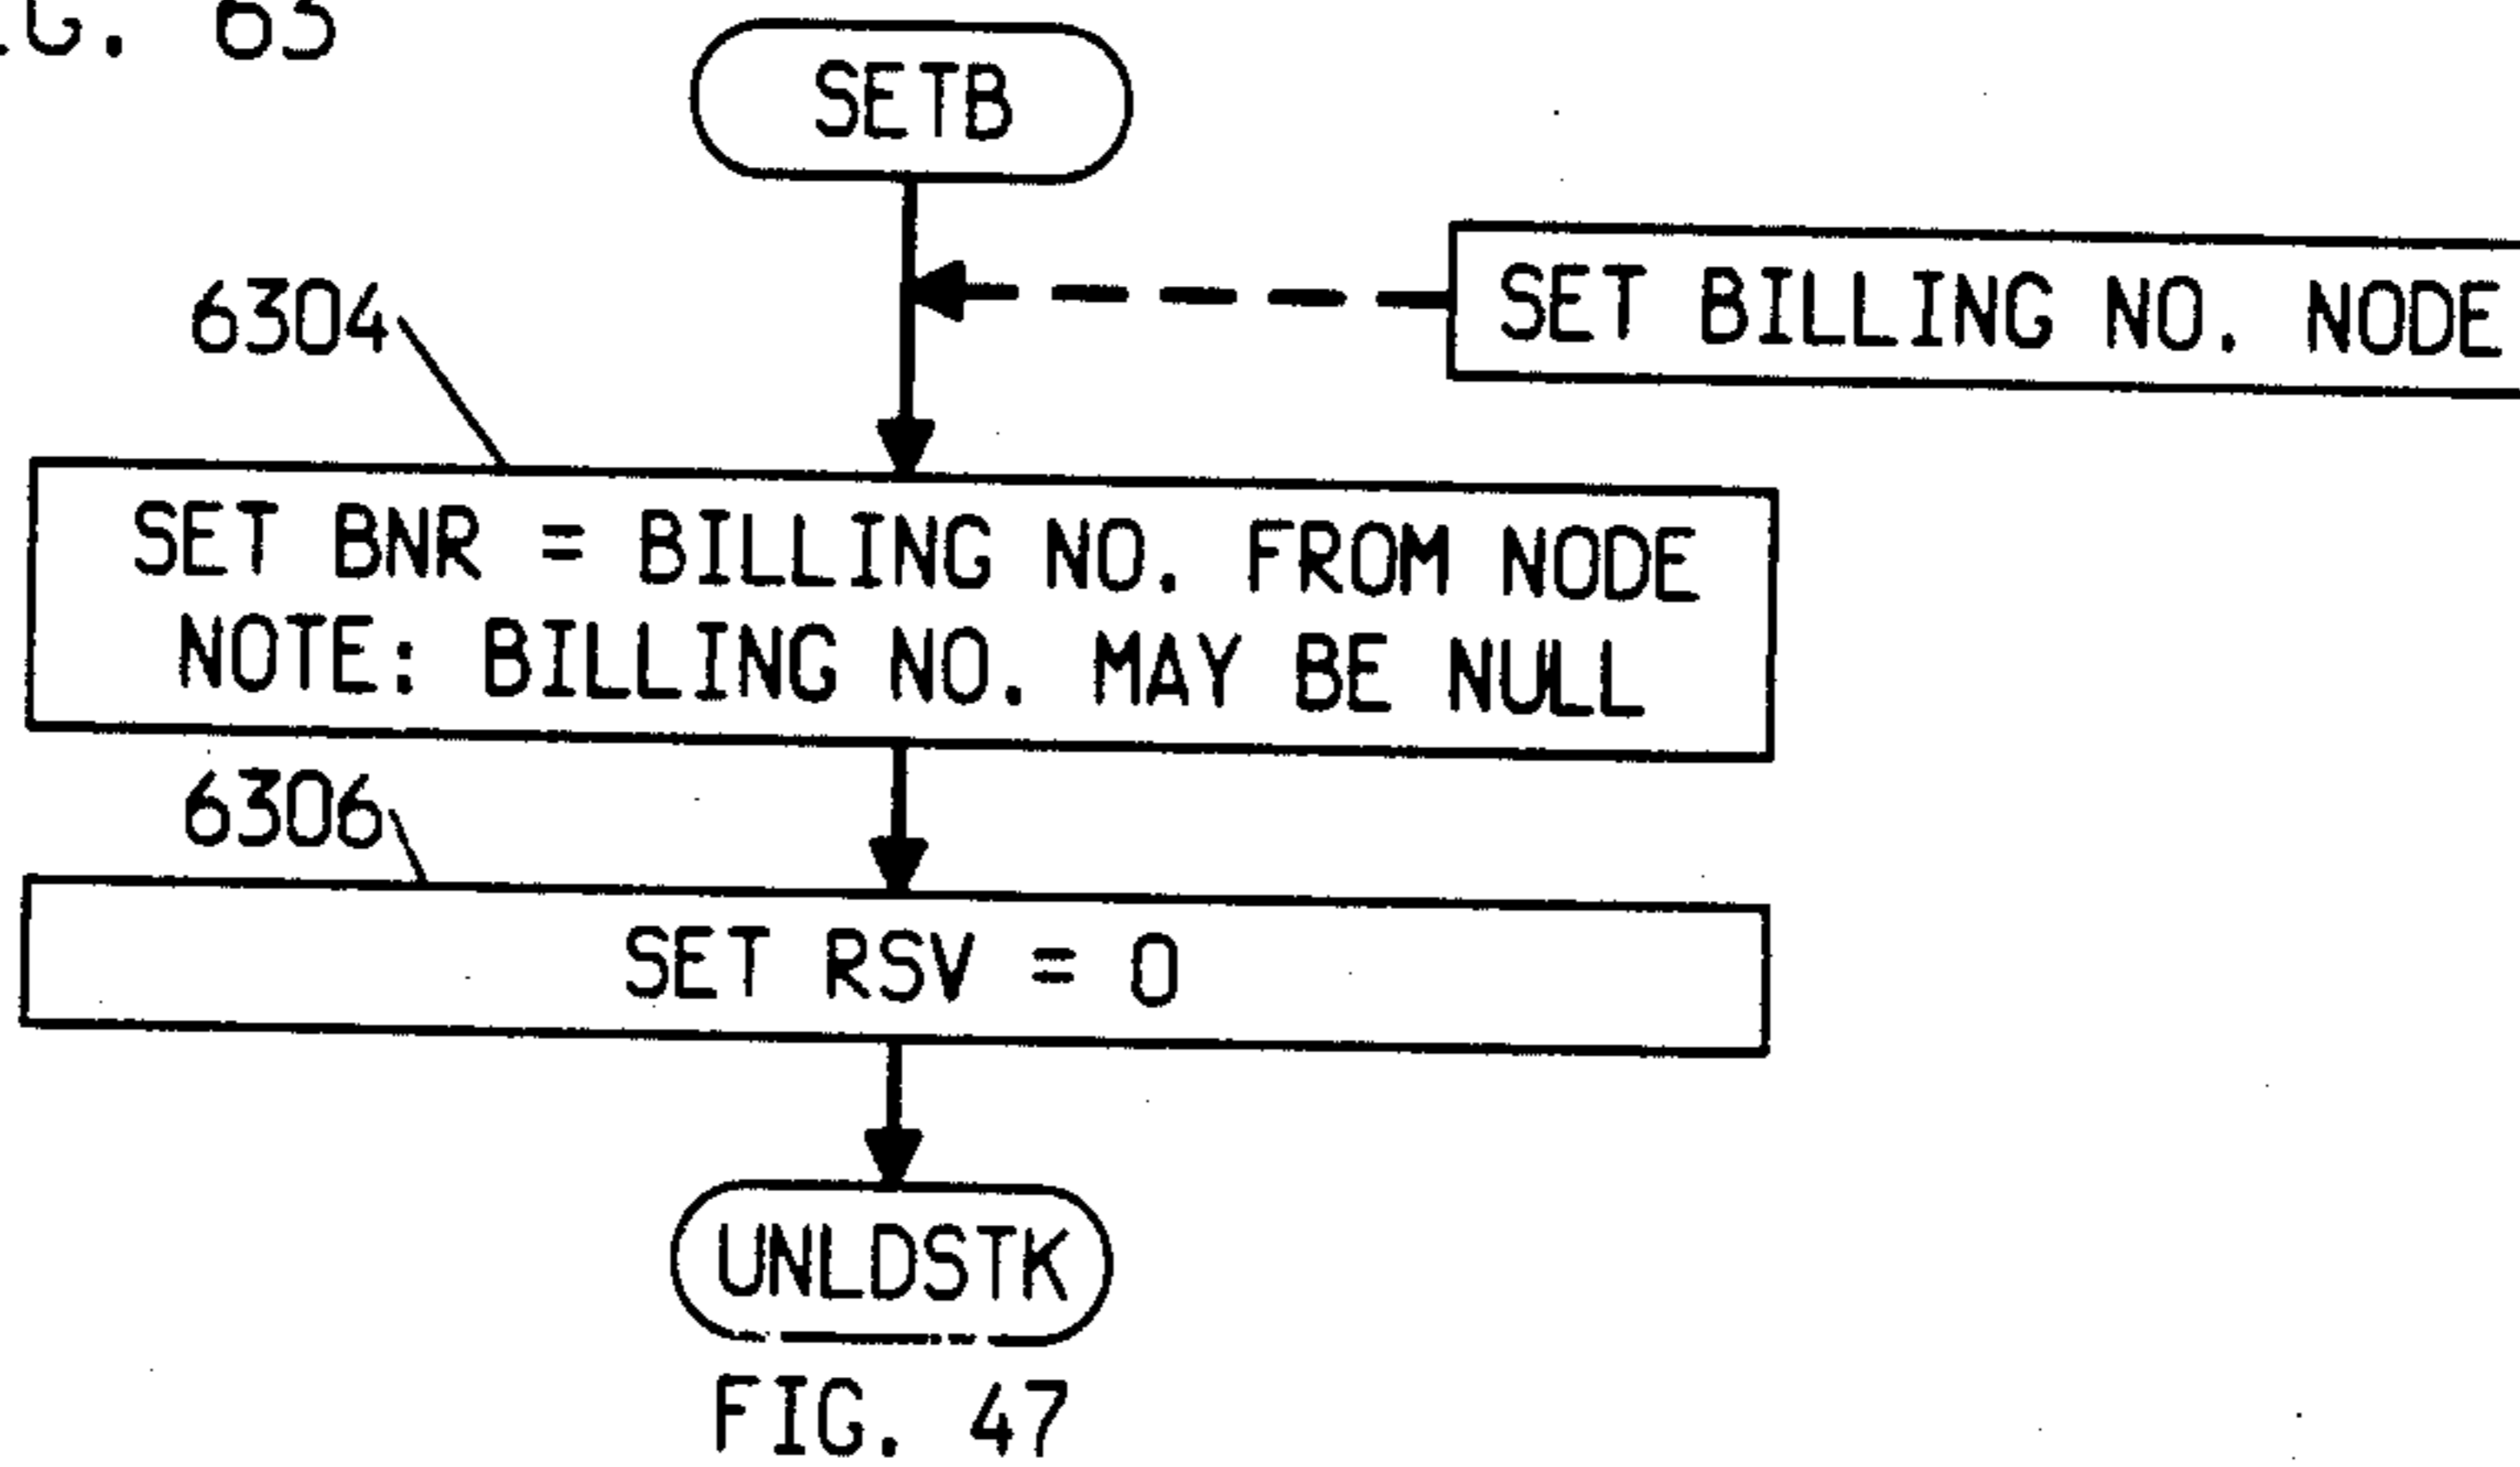 G. 63
SETB
SET BILLING NO. NODE
6304
SET BNR = BILLING NO. FROM NODE
NOTE: BILLING NO. MAY BE NULL
6306
SET RSV = 0
UNLDSTK
FIG. 47